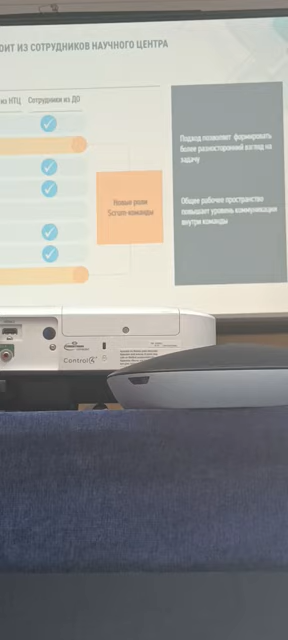 ОИТ ИЗ СОТРУДНИКОВ НАУЧНОГО ЦЕНТРА
из НТЦ Сотрудники из ДО
Новые роли
Scrum-команды
Подход позволяет формировать
более разносторонний взгляд на
задачу
Общее рабочее пространство
повышает уровень коммуникации
внутри команды
Control4